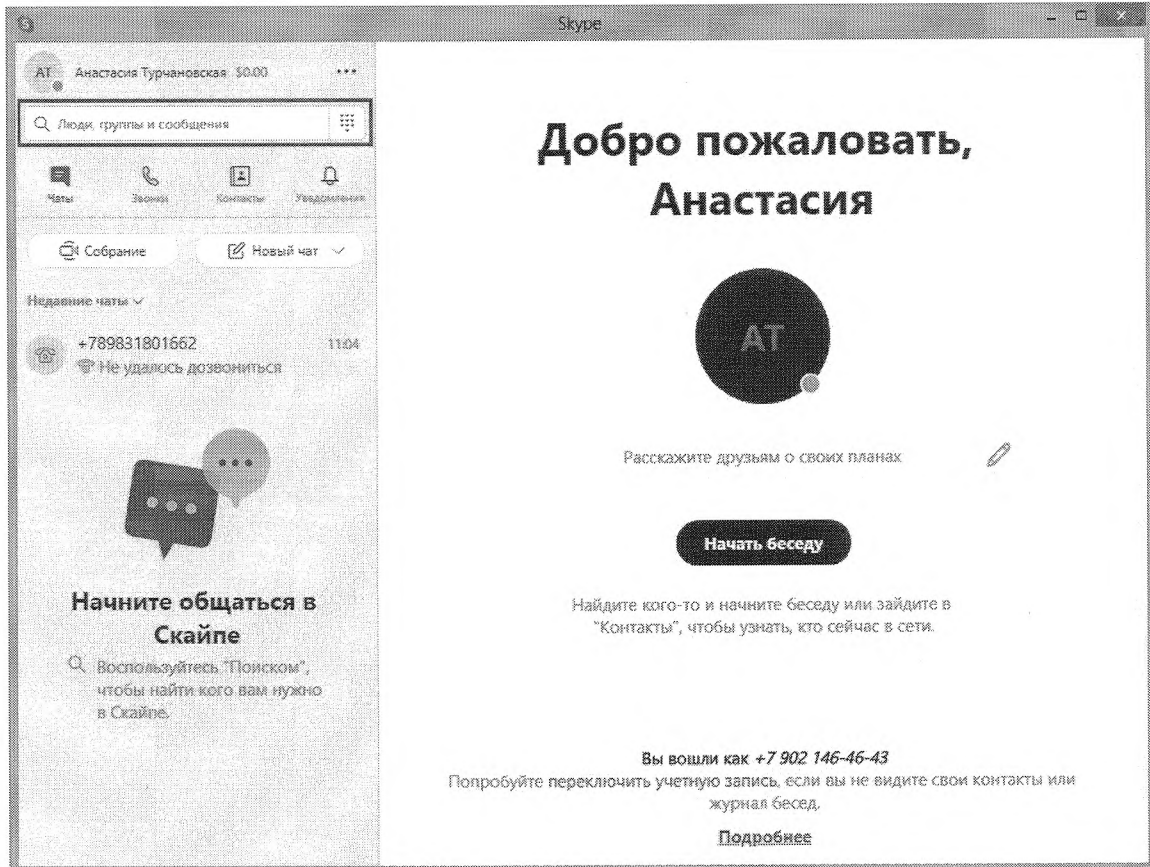 Skype
АТ Анастасия Турчановская $0.00
Люди, группы и сообщения
Чаты Звонки Контакты Уведомления
Собрание Новый чат
Недавние чаты
+789831801662 11:04
Не удалось дозвониться
Начните общаться в
Скайпе
Воспользуйтесь "Поиском",
чтобы найти кого вам нужно
в Скайпе.
Добро пожаловать,
Анастасия
АТ
Расскажите друзьям о своих планах
Начать беседу
Найдите кого-то и начните беседу или зайдите в
"Контакты", чтобы узнать, кто сейчас в сети.
Вы вошли как +7 902 146-46-43
Попробуйте переключить учетную запись, если вы не видите свои контакты или
журнал бесед.
Подробнее